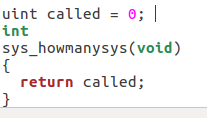 uint called = 0;
int
sys_howmanysys(void)
{
  return called;
}